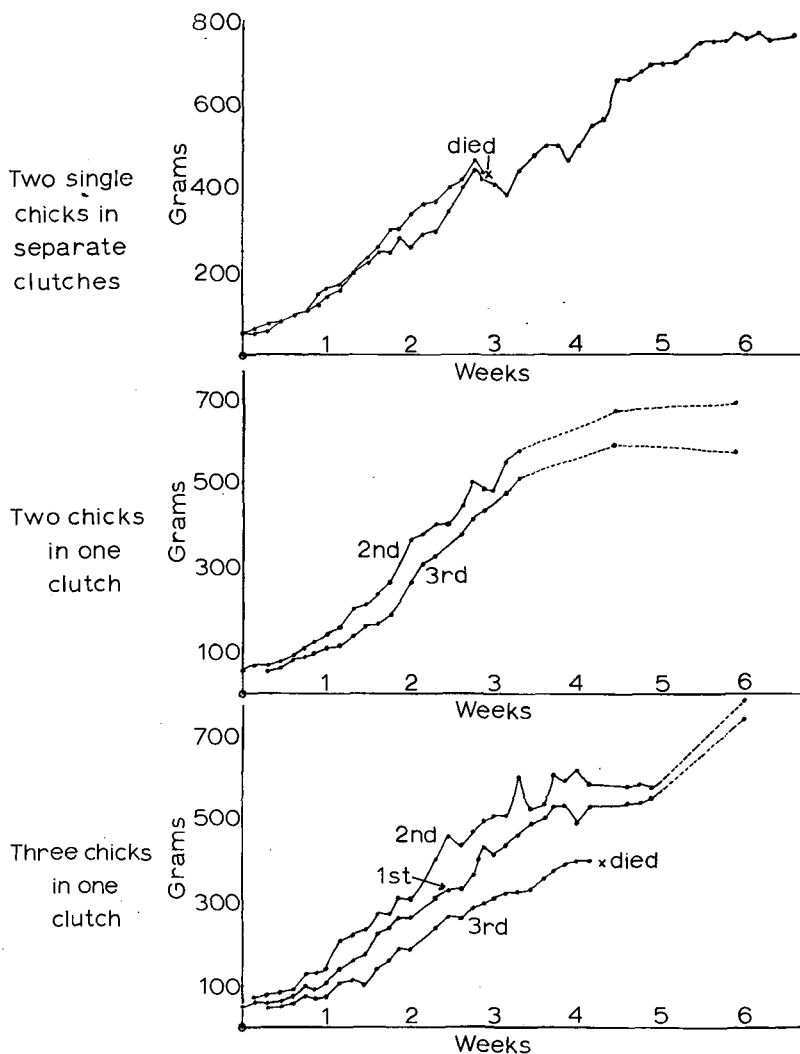 800
600
400
200
Grams
died
x
Two single
chicks in
separate
clutches
1 2 3 4 5 6
Weeks
700
500
300
100
Grams
2nd
3rd
Two chicks
in one
clutch
1 2 3 4 5 6
Weeks
700
500
300
100
Grams
2nd
1st
3rd
x died
Three chicks
in one
clutch
1 2 3 4 5 6
Weeks